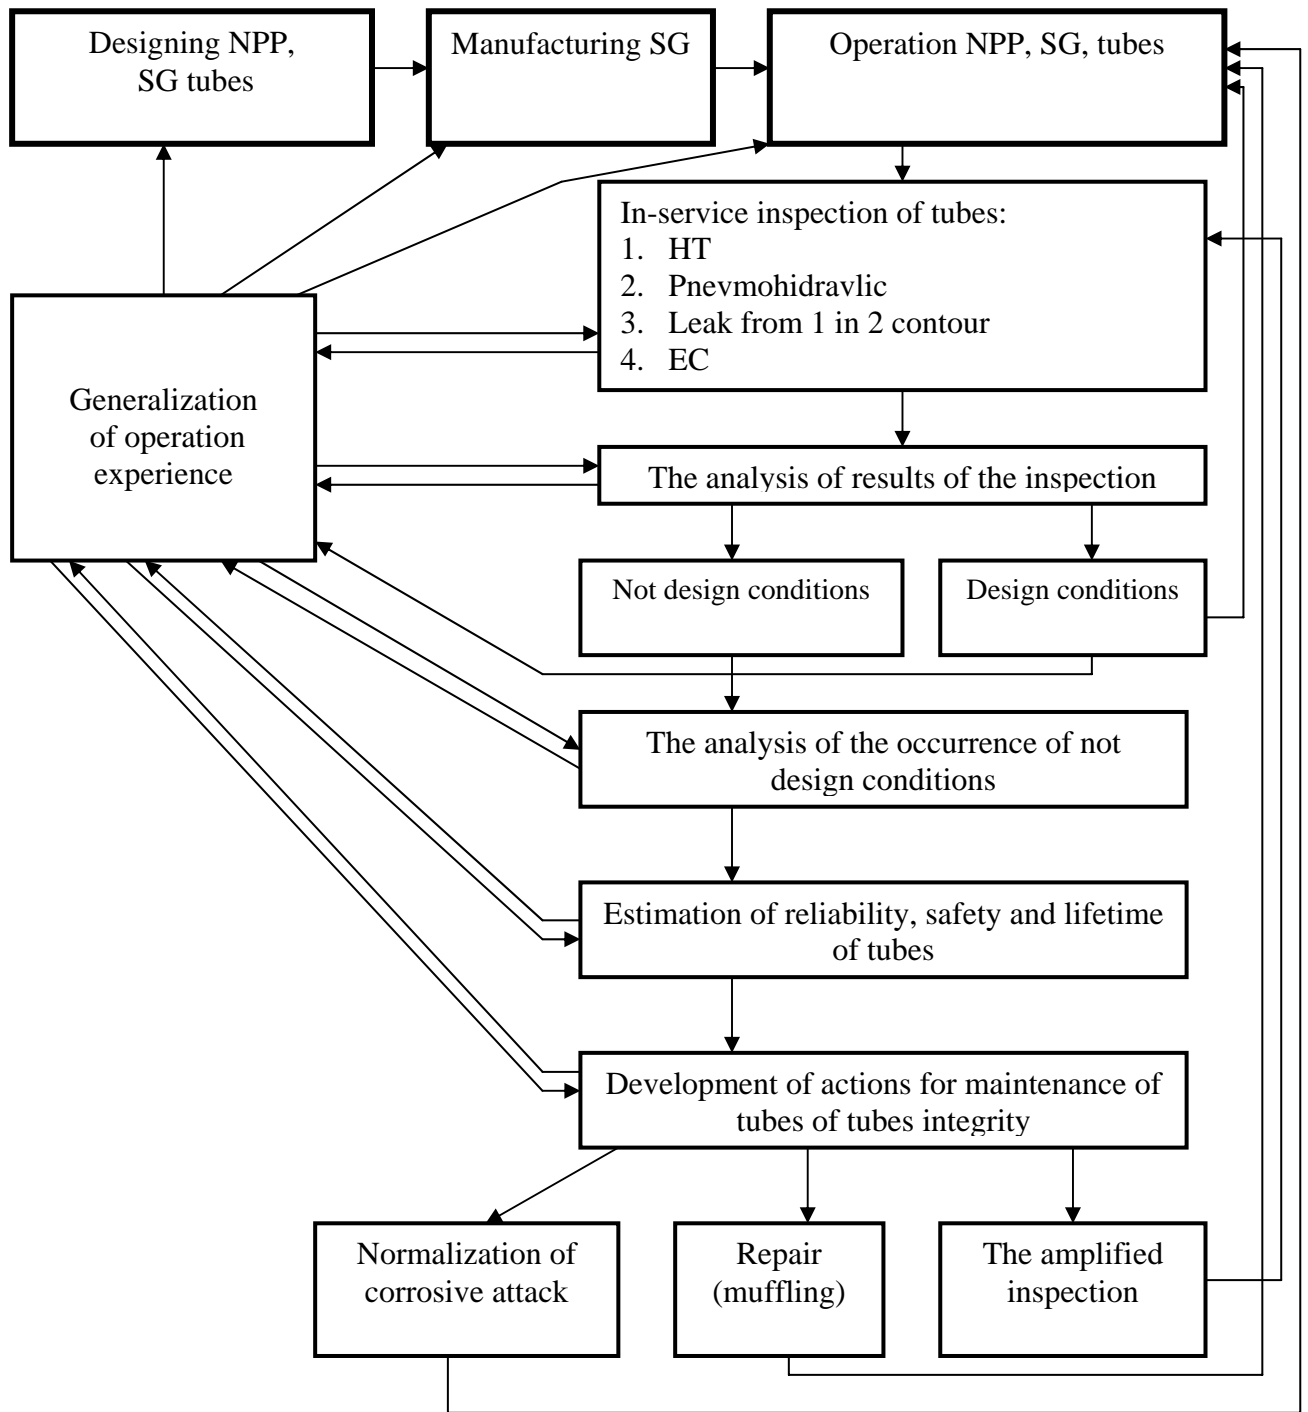 Designing NPP,
SG tubes
Manufacturing SG
Operation NPP, SG, tubes
In-service inspection of tubes:
1. HT
2. Pnevmohidravlic
3. Leak from 1 in 2 contour
4. EC
Generalization
of operation
experience
The analysis of results of the inspection
Not design conditions
Design conditions
The analysis of the occurrence of not
design conditions
Estimation of reliability, safety and lifetime
of tubes
Development of actions for maintenance of
tubes of tubes integrity
Normalization of
corrosive attack
Repair
(muffling)
The amplified
inspection